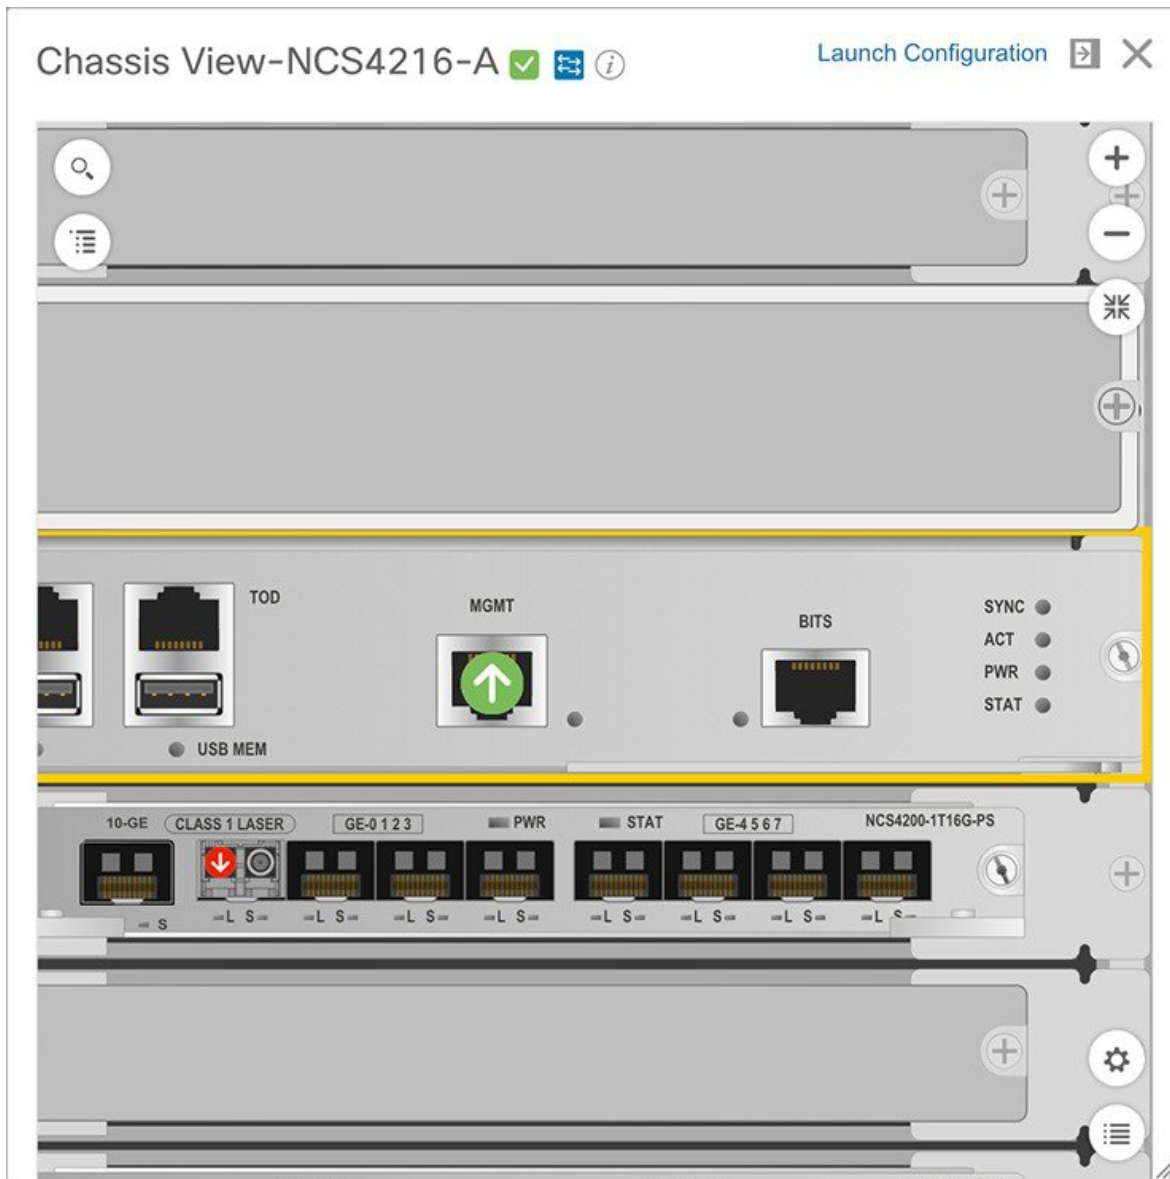 Chassis View-NCS4216-A
Launch Configuration
TOD
MGMT
BITS
SYNC
ACT
PWR
STAT
USB MEM
10-GE
CLASS 1 LASER
GE-0 1 2 3
PWR
STAT
GE-4 5 6 7
NCS4200-1T16G-PS
S
L S
L S
L S
L S
L S
L S
L S
L S